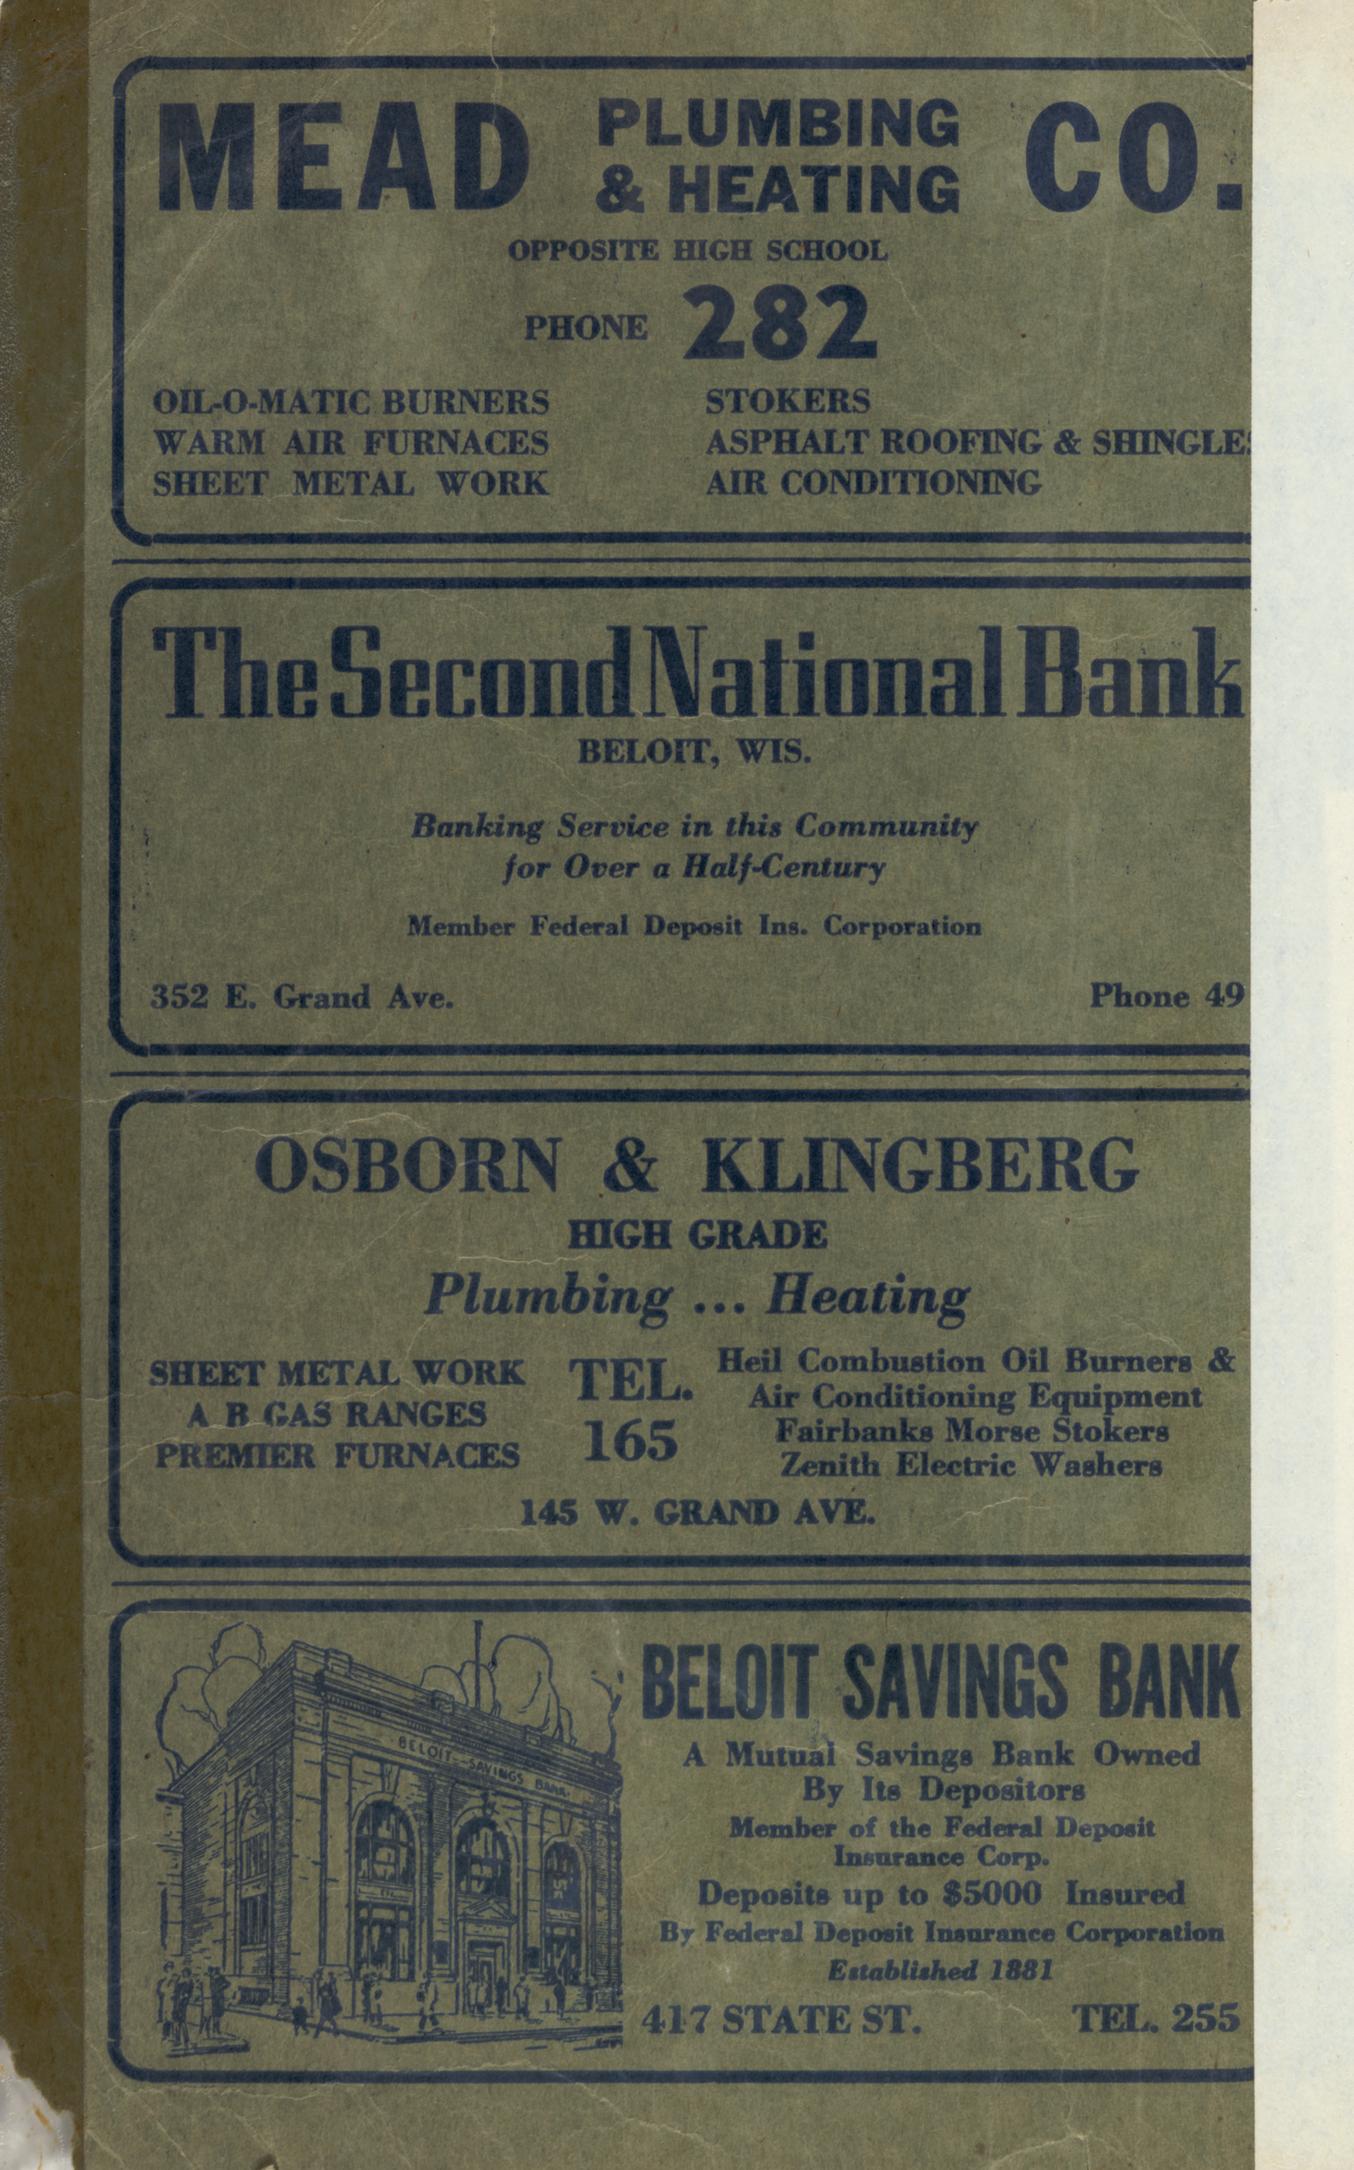 MEAD PLUMBING & HEATING CO.
OPPOSITE HIGH SCHOOL
PHONE 282
OIL-O-MATIC BURNERS
WARM AIR FURNACES
SHEET METAL WORK
STOKERS
ASPHALT ROOFING & SHINGLES
AIR CONDITIONING
The Second National Bank
BELOIT, WIS.
Banking Service in this Community
for Over a Half-Century
Member Federal Deposit Ins. Corporation
352 E. Grand Ave. Phone 49
OSBORN & KLINGBERG
HIGH GRADE
Plumbing ... Heating
SHEET METAL WORK
A B GAS RANGES
PREMIER FURNACES
TEL.
165
Heil Combustion Oil Burners &
Air Conditioning Equipment
Fairbanks Morse Stokers
Zenith Electric Washers
145 W. GRAND AVE.
BELOIT SAVINGS BANK
BELOIT SAVINGS BANK
A Mutual Savings Bank Owned
By Its Depositors
Member of the Federal Deposit
Insurance Corp.
Deposits up to $5000 Insured
By Federal Deposit Insurance Corporation
Established 1881
417 STATE ST. TEL. 255